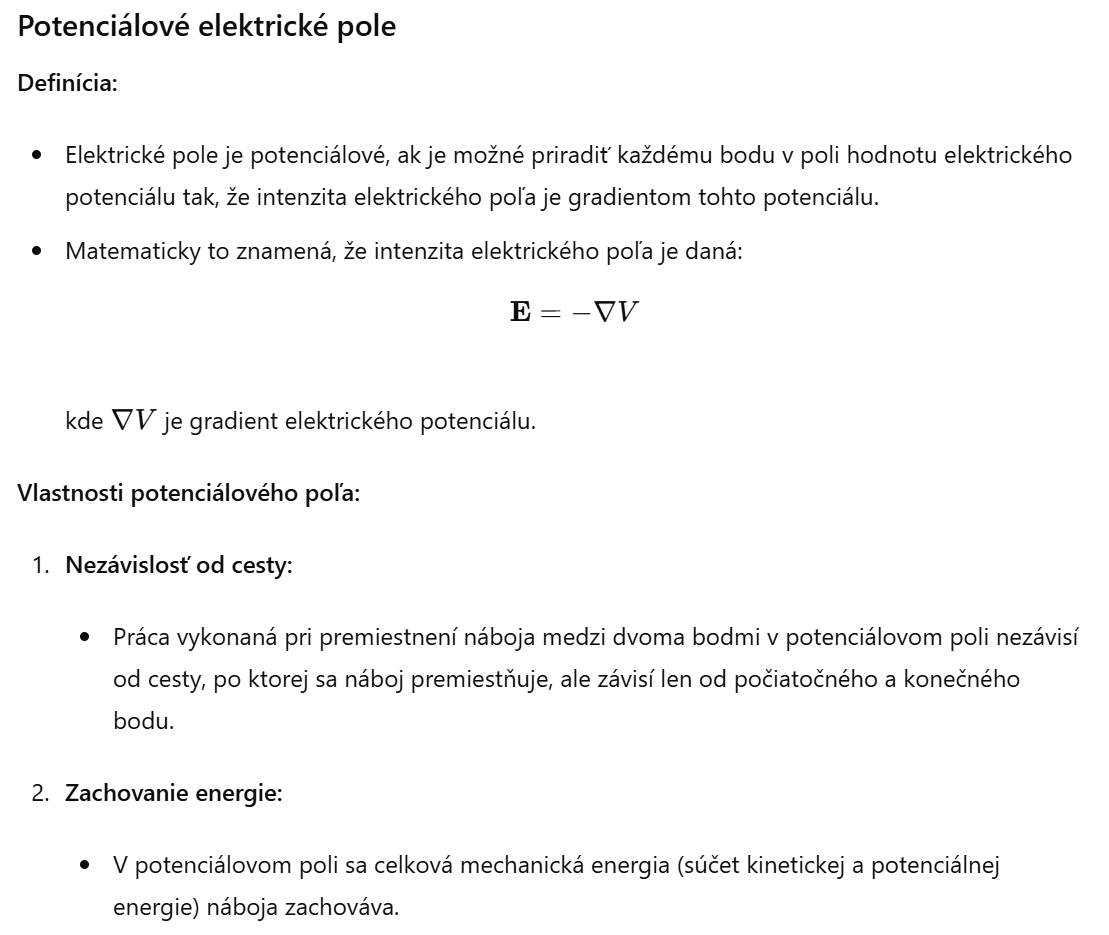 Potenciálové elektrické pole
Definícia:
• Elektrické pole je potenciálové, ak je možné priradiť každému bodu v poli hodnotu elektrického
potenciálu tak, že intenzita elektrického poľa je gradientom tohto potenciálu.
• Matematicky to znamená, že intenzita elektrického poľa je daná:
E = −∇V
kde ∇V je gradient elektrického potenciálu.
Vlastnosti potenciálového poľa:
1. Nezávislosť od cesty:
• Práca vykonaná pri premiestnení náboja medzi dvoma bodmi v potenciálovom poli nezávisí
od cesty, po ktorej sa náboj premiestňuje, ale závisí len od počiatočného a konečného
bodu.
2. Zachovanie energie:
• V potenciálovom poli sa celková mechanická energia (súčet kinetickej a potenciálnej
energie) náboja zachováva.